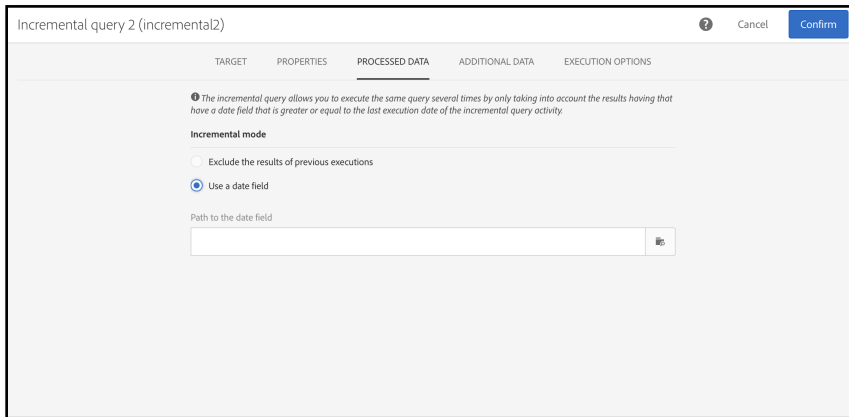 Incremental query 2 (incremental2)
Cancel
Confirm
TARGET PROPERTIES PROCESSED DATA ADDITIONAL DATA EXECUTION OPTIONS
The incremental query allows you to execute the same query several times by only taking into account the results having that
have a date field that is greater or equal to the last execution date of the incremental query activity.
Incremental mode
Exclude the results of previous executions
Use a date field
Path to the date field